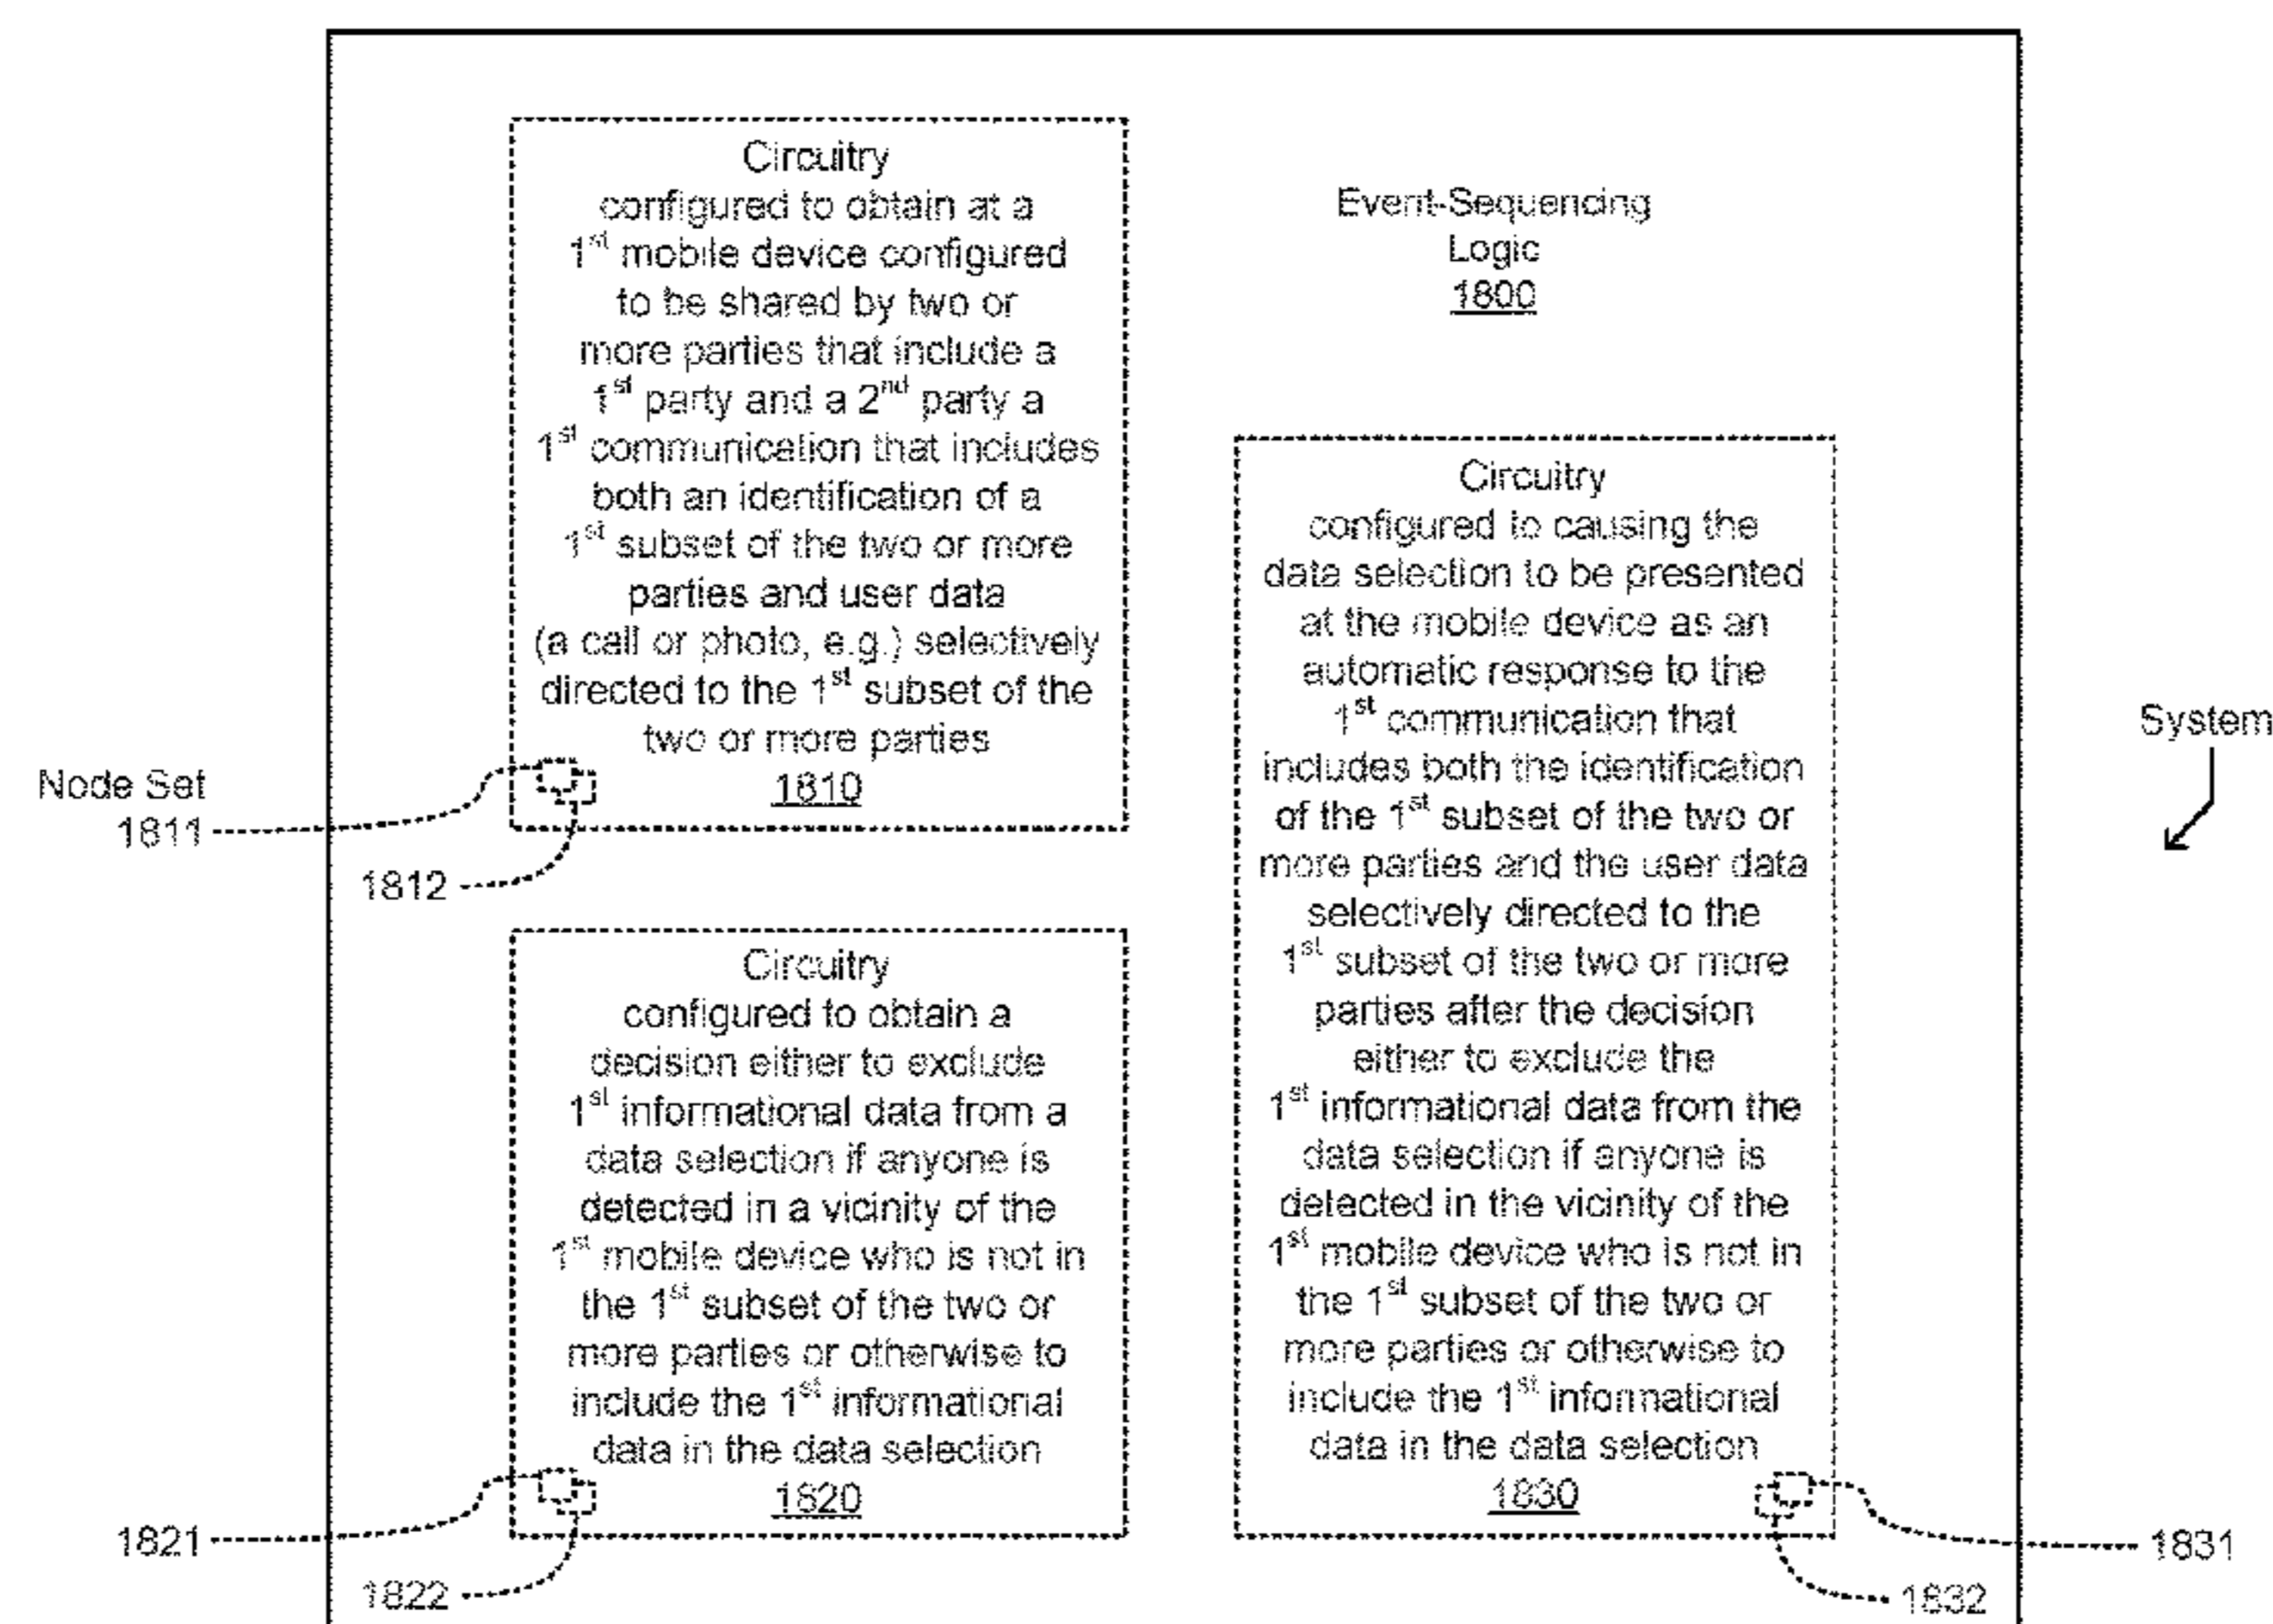 Circuitry
configured to obtain at a
1st mobile device configured
to be shared by two or
more parties that include a
1st party and a 2nd party a
1st communication that includes
both an identification of a
1st subset of the two or more
parties and user data
(a call or photo, e.g.) selectively
directed to the 1st subset of the
two or more parties
1810
Event-Sequencing
Logic
1800
Node Set
1811
1812
Circuitry
configured to obtain a
decision either to exclude
1st informational data from a
data selection if anyone is
detected in a vicinity of the
1st mobile device who is not in
the 1st subset of the two or
more parties or otherwise to
include the 1st informational
data in the data selection
1820
1821
1822
Circuitry
configured to causing the
data selection to be presented
at the mobile device as an
automatic response to the
1st communication that
includes both the identification
of the 1st subset of the two or
more parties and the user data
selectively directed to the
1st subset of the two or more
parties after the decision
either to exclude the
1st informational data from the
data selection if anyone is
detected in the vicinity of the
1st mobile device who is not in
the 1st subset of the two or
more parties or otherwise to
include the 1st informational
data in the data selection
1830
1831
1832
System